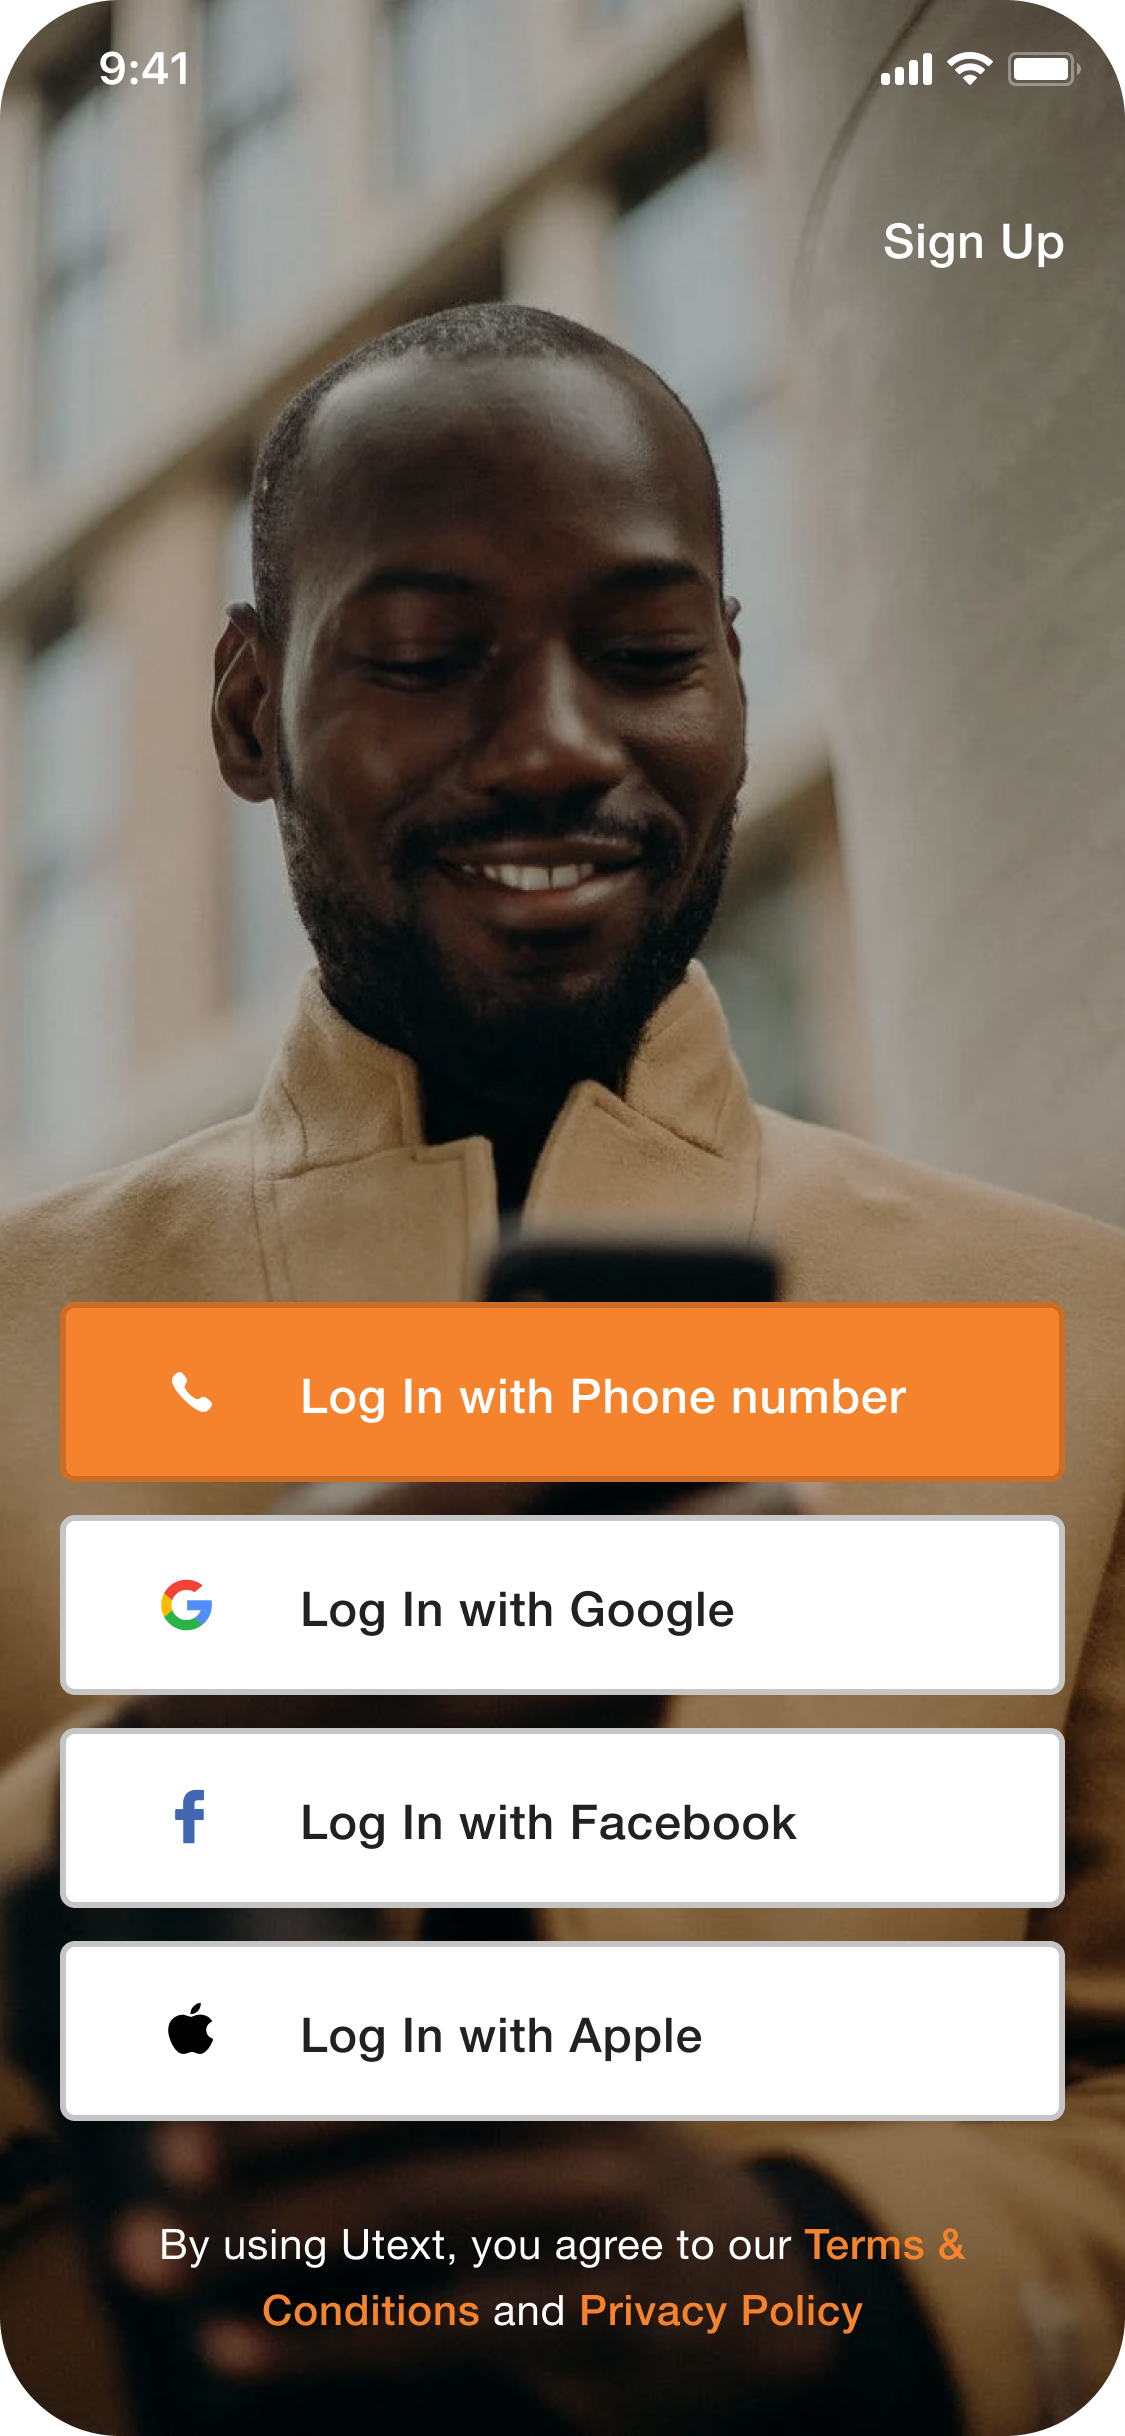 9:41
Sign Up
Log In with Phone number
Log In with Google
Log In with Facebook
Log In with Apple
By using Utext, you agree to our Terms &
Conditions and Privacy Policy